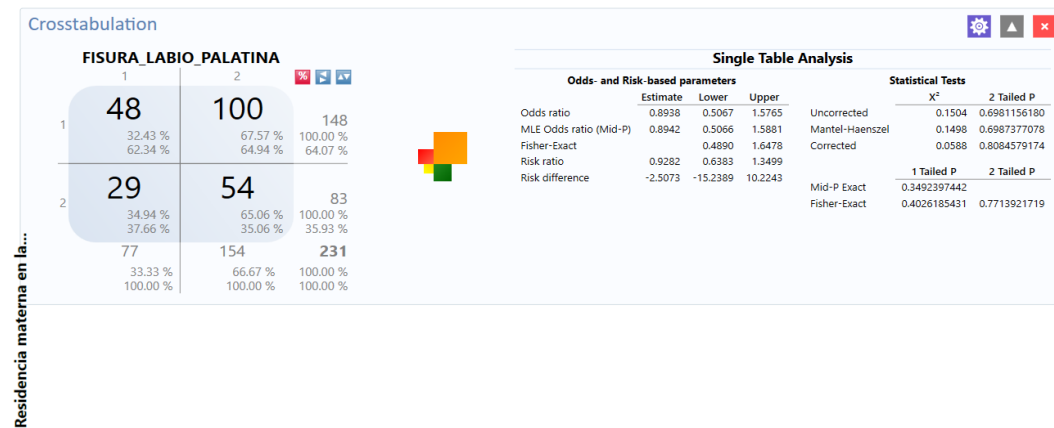 Crosstabulation
FISURA_LABIO_PALATINA
1 2 %
48 100 148
1 32.43 % 67.57 % 100.00 %
62.34 % 64.94 % 64.07 %
29 54 83
2 34.94 % 65.06 % 100.00 %
37.66 % 35.06 % 35.93 %
77 154 231
33.33 % 66.67 % 100.00 %
100.00 % 100.00 % 100.00 %
Residencia materna en la...
Single Table Analysis
Odds- and Risk-based parameters
Estimate Lower Upper
Odds ratio 0.8938 0.5067 1.5765
MLE Odds ratio (Mid-P) 0.8942 0.5066 1.5881
Fisher-Exact 0.4890 1.6478
Risk ratio 0.9282 0.6383 1.3499
Risk difference -2.5073 -15.2389 10.2243
Statistical Tests
X² 2 Tailed P
Uncorrected 0.1504 0.6981156180
Mantel-Haenszel 0.1498 0.6987377078
Corrected 0.0588 0.8084579174
1 Tailed P 2 Tailed P
Mid-P Exact 0.3492397442
Fisher-Exact 0.4026185431 0.7713921719